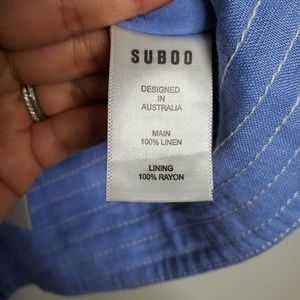 SUBOO
DESIGNED IN
AUSTRALIA
MAIN
100% LINEN
LINING
100% RAYON